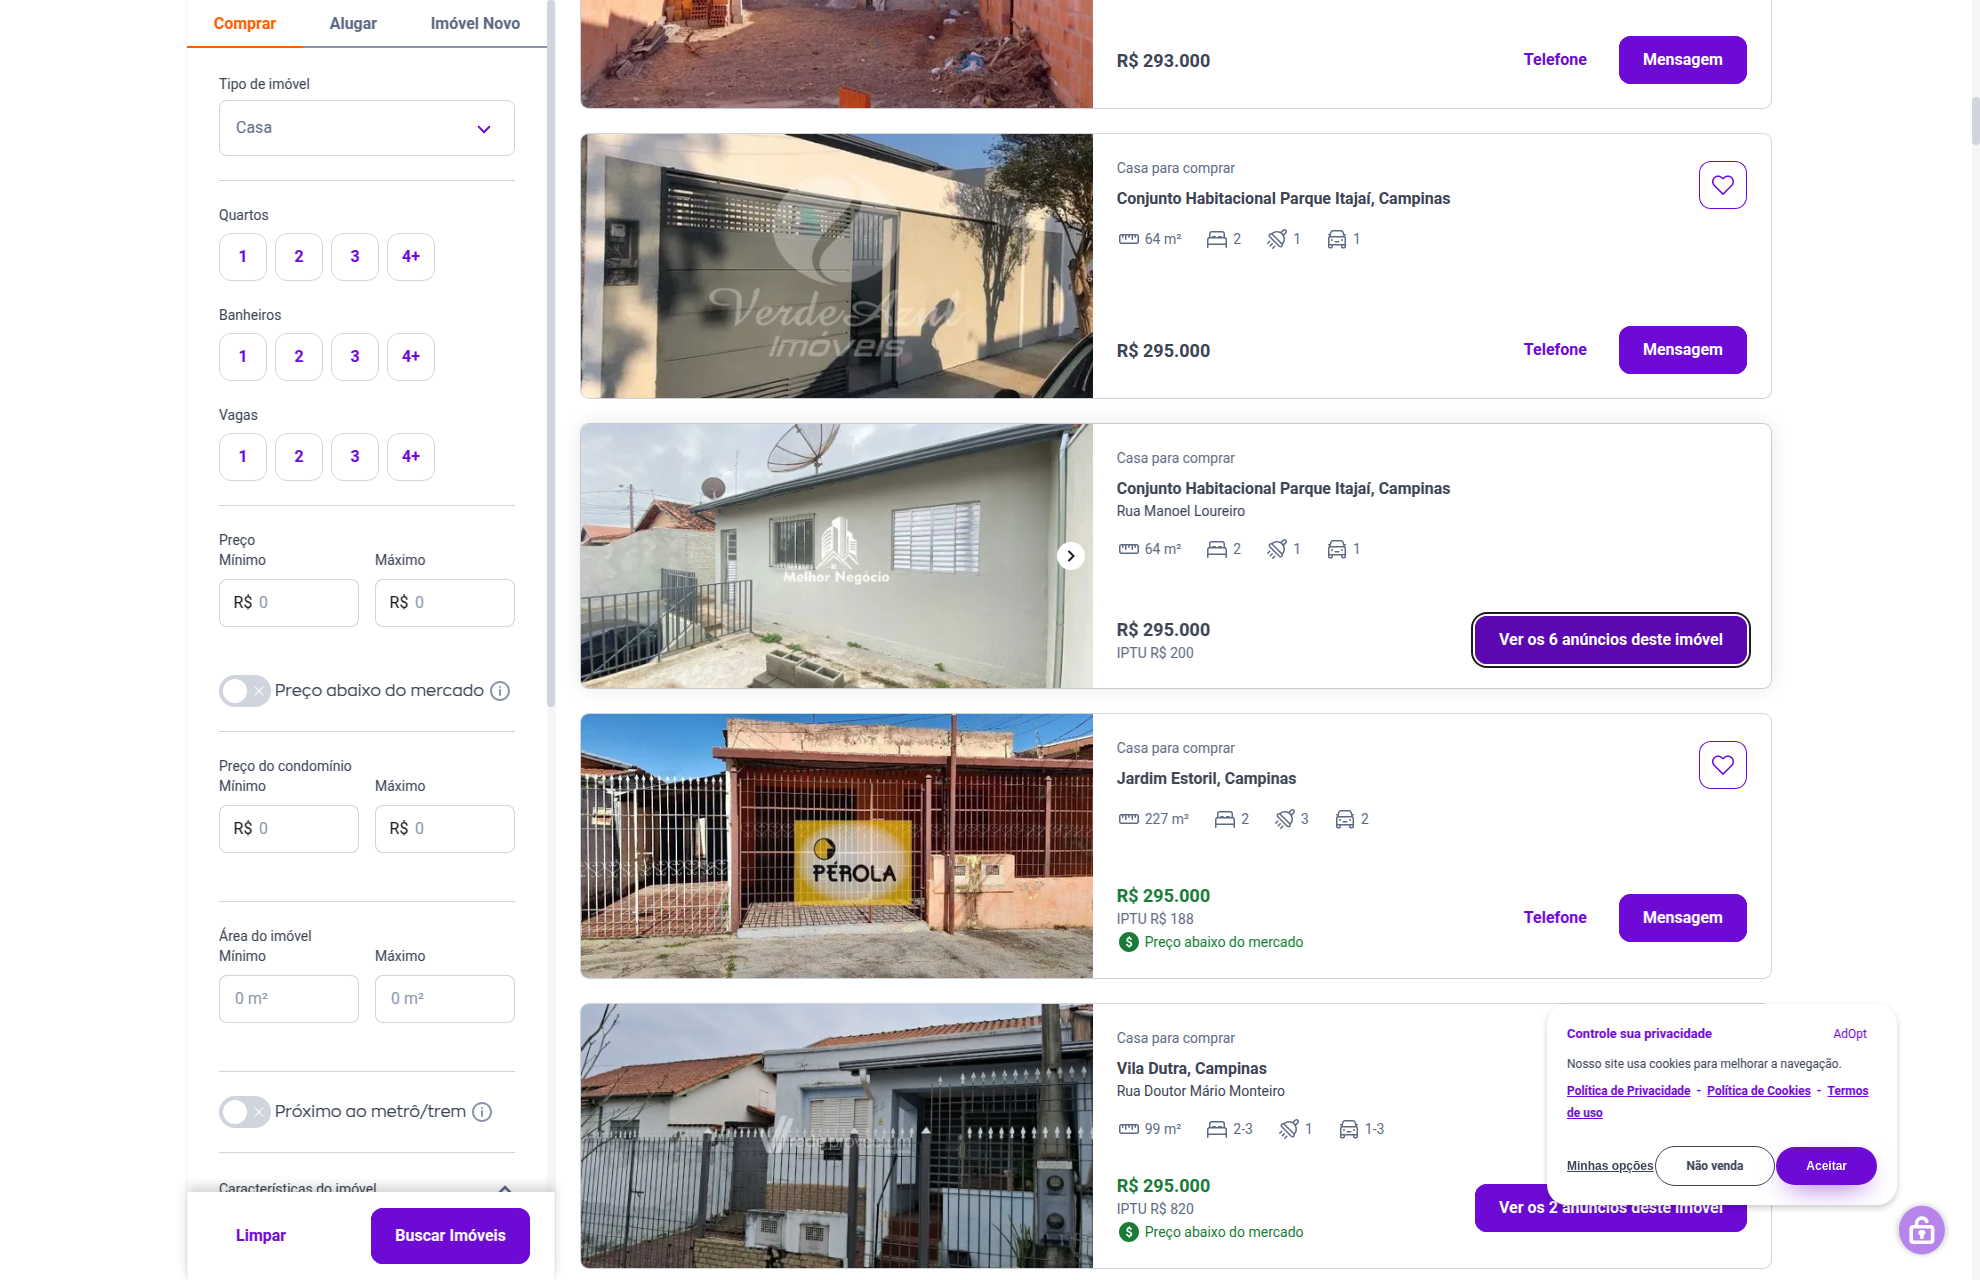 Comprar
Alugar
Imóvel Novo
Tipo de imóvel
Casa
Quartos
1
2
3
4+
Banheiros
1
2
3
4+
Vagas
1
2
3
4+
Preço
Mínimo
Máximo
R$ 0
R$ 0
Preço abaixo do mercado
Preço do condomínio
Mínimo
Máximo
R$ 0
R$ 0
Área do imóvel
Mínimo
Máximo
0 m²
0 m²
Próximo ao metrô/trem
Características do imóvel
Limpar
Buscar Imóveis
R$ 293.000
Telefone
Mensagem
VerdeAzul
Imóveis
Casa para comprar
Conjunto Habitacional Parque Itajaí, Campinas
64 m²
2
1
1
R$ 295.000
Telefone
Mensagem
Melhor Negócio
Casa para comprar
Conjunto Habitacional Parque Itajaí, Campinas
Rua Manoel Loureiro
64 m²
2
1
1
R$ 295.000
IPTU R$ 200
Ver os 6 anúncios deste imóvel
PÉROLA
Casa para comprar
Jardim Estoril, Campinas
227 m²
2
3
2
R$ 295.000
IPTU R$ 188
Preço abaixo do mercado
Telefone
Mensagem
Casa para comprar
Vila Dutra, Campinas
Rua Doutor Mário Monteiro
99 m²
2-3
1
1-3
R$ 295.000
IPTU R$ 820
Preço abaixo do mercado
Ver os 2 anúncios deste imóvel
Controle sua privacidade
AdOpt
Nosso site usa cookies para melhorar a navegação.
Política de Privacidade - Política de Cookies - Termos
de uso
Minhas opções
Não venda
Aceitar